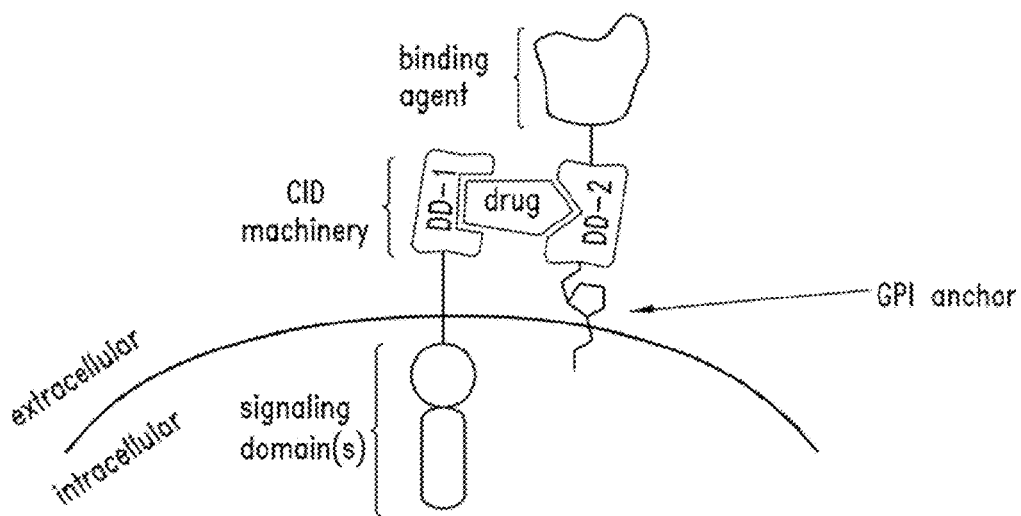 binding
agent
CID
machinery
DD-1
drug
DD-2
GPI anchor
extracellular
intracellular
signaling
domain(s)